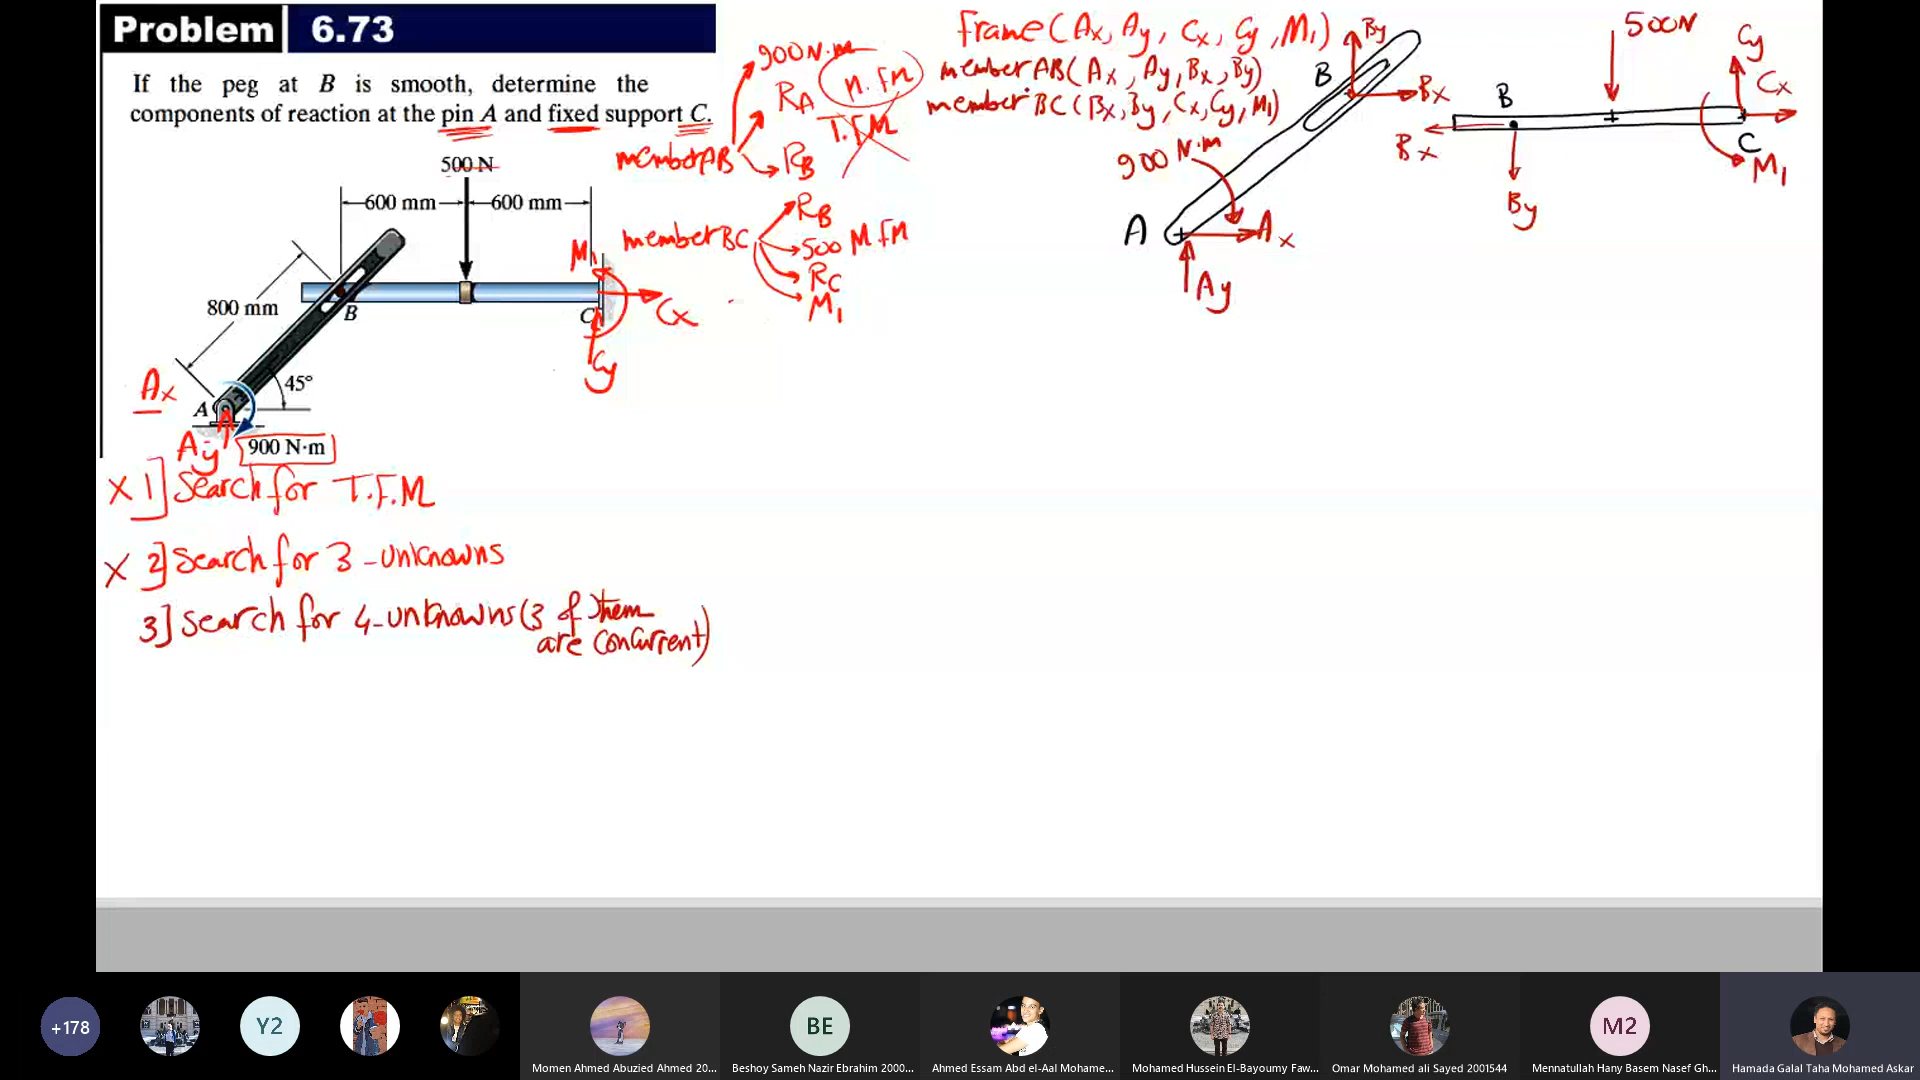 Problem 6.73
If the peg at B is smooth, determine the
components of reaction at the pin A and fixed support C.
500 N
600 mm
600 mm
800 mm
B
C
45°
A
900 N·m
Ax
Ay
M1
Cx
Cy
X 1] Search for T.F.M
X 2] Search for 3-unknowns
3] Search for 4-unknowns (3 of them
are concurrent)
member AB
900 N.m
RA
RB
n.fm
T.F.M
member BC
RB
500 M FM
RC
M1
frame (Ax, Ay, Cx, Cy, M1)
member AB (Ax, Ay, Bx, By)
member BC (Bx, By, Cx, Cy, M1)
By
B
Bx
900 N.m
A
Ax
Ay
500N
Cy
Cx
B
Bx
By
C
M1
+178
Y2
BE
M2
Momen Ahmed Abuzied Ahmed 20...
Beshoy Sameh Nazir Ebrahim 2000...
Ahmed Essam Abd el-Aal Mohame...
Mohamed Hussein El-Bayoumy Faw...
Omar Mohamed ali Sayed 2001544
Mennatullah Hany Basem Nasef Gh...
Hamada Galal Taha Mohamed Askar